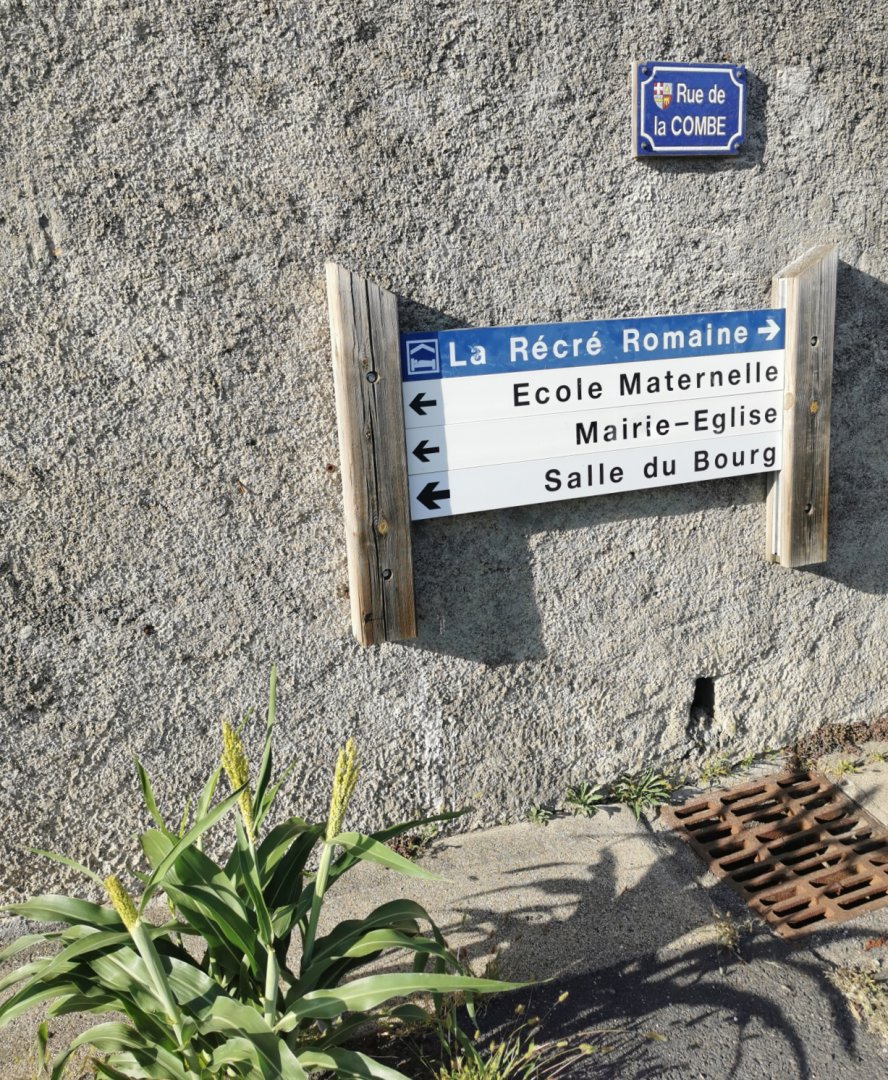 Rue de
la COMBE
La Récré Romaine
Ecole Maternelle
Mairie-Eglise
Salle du Bourg